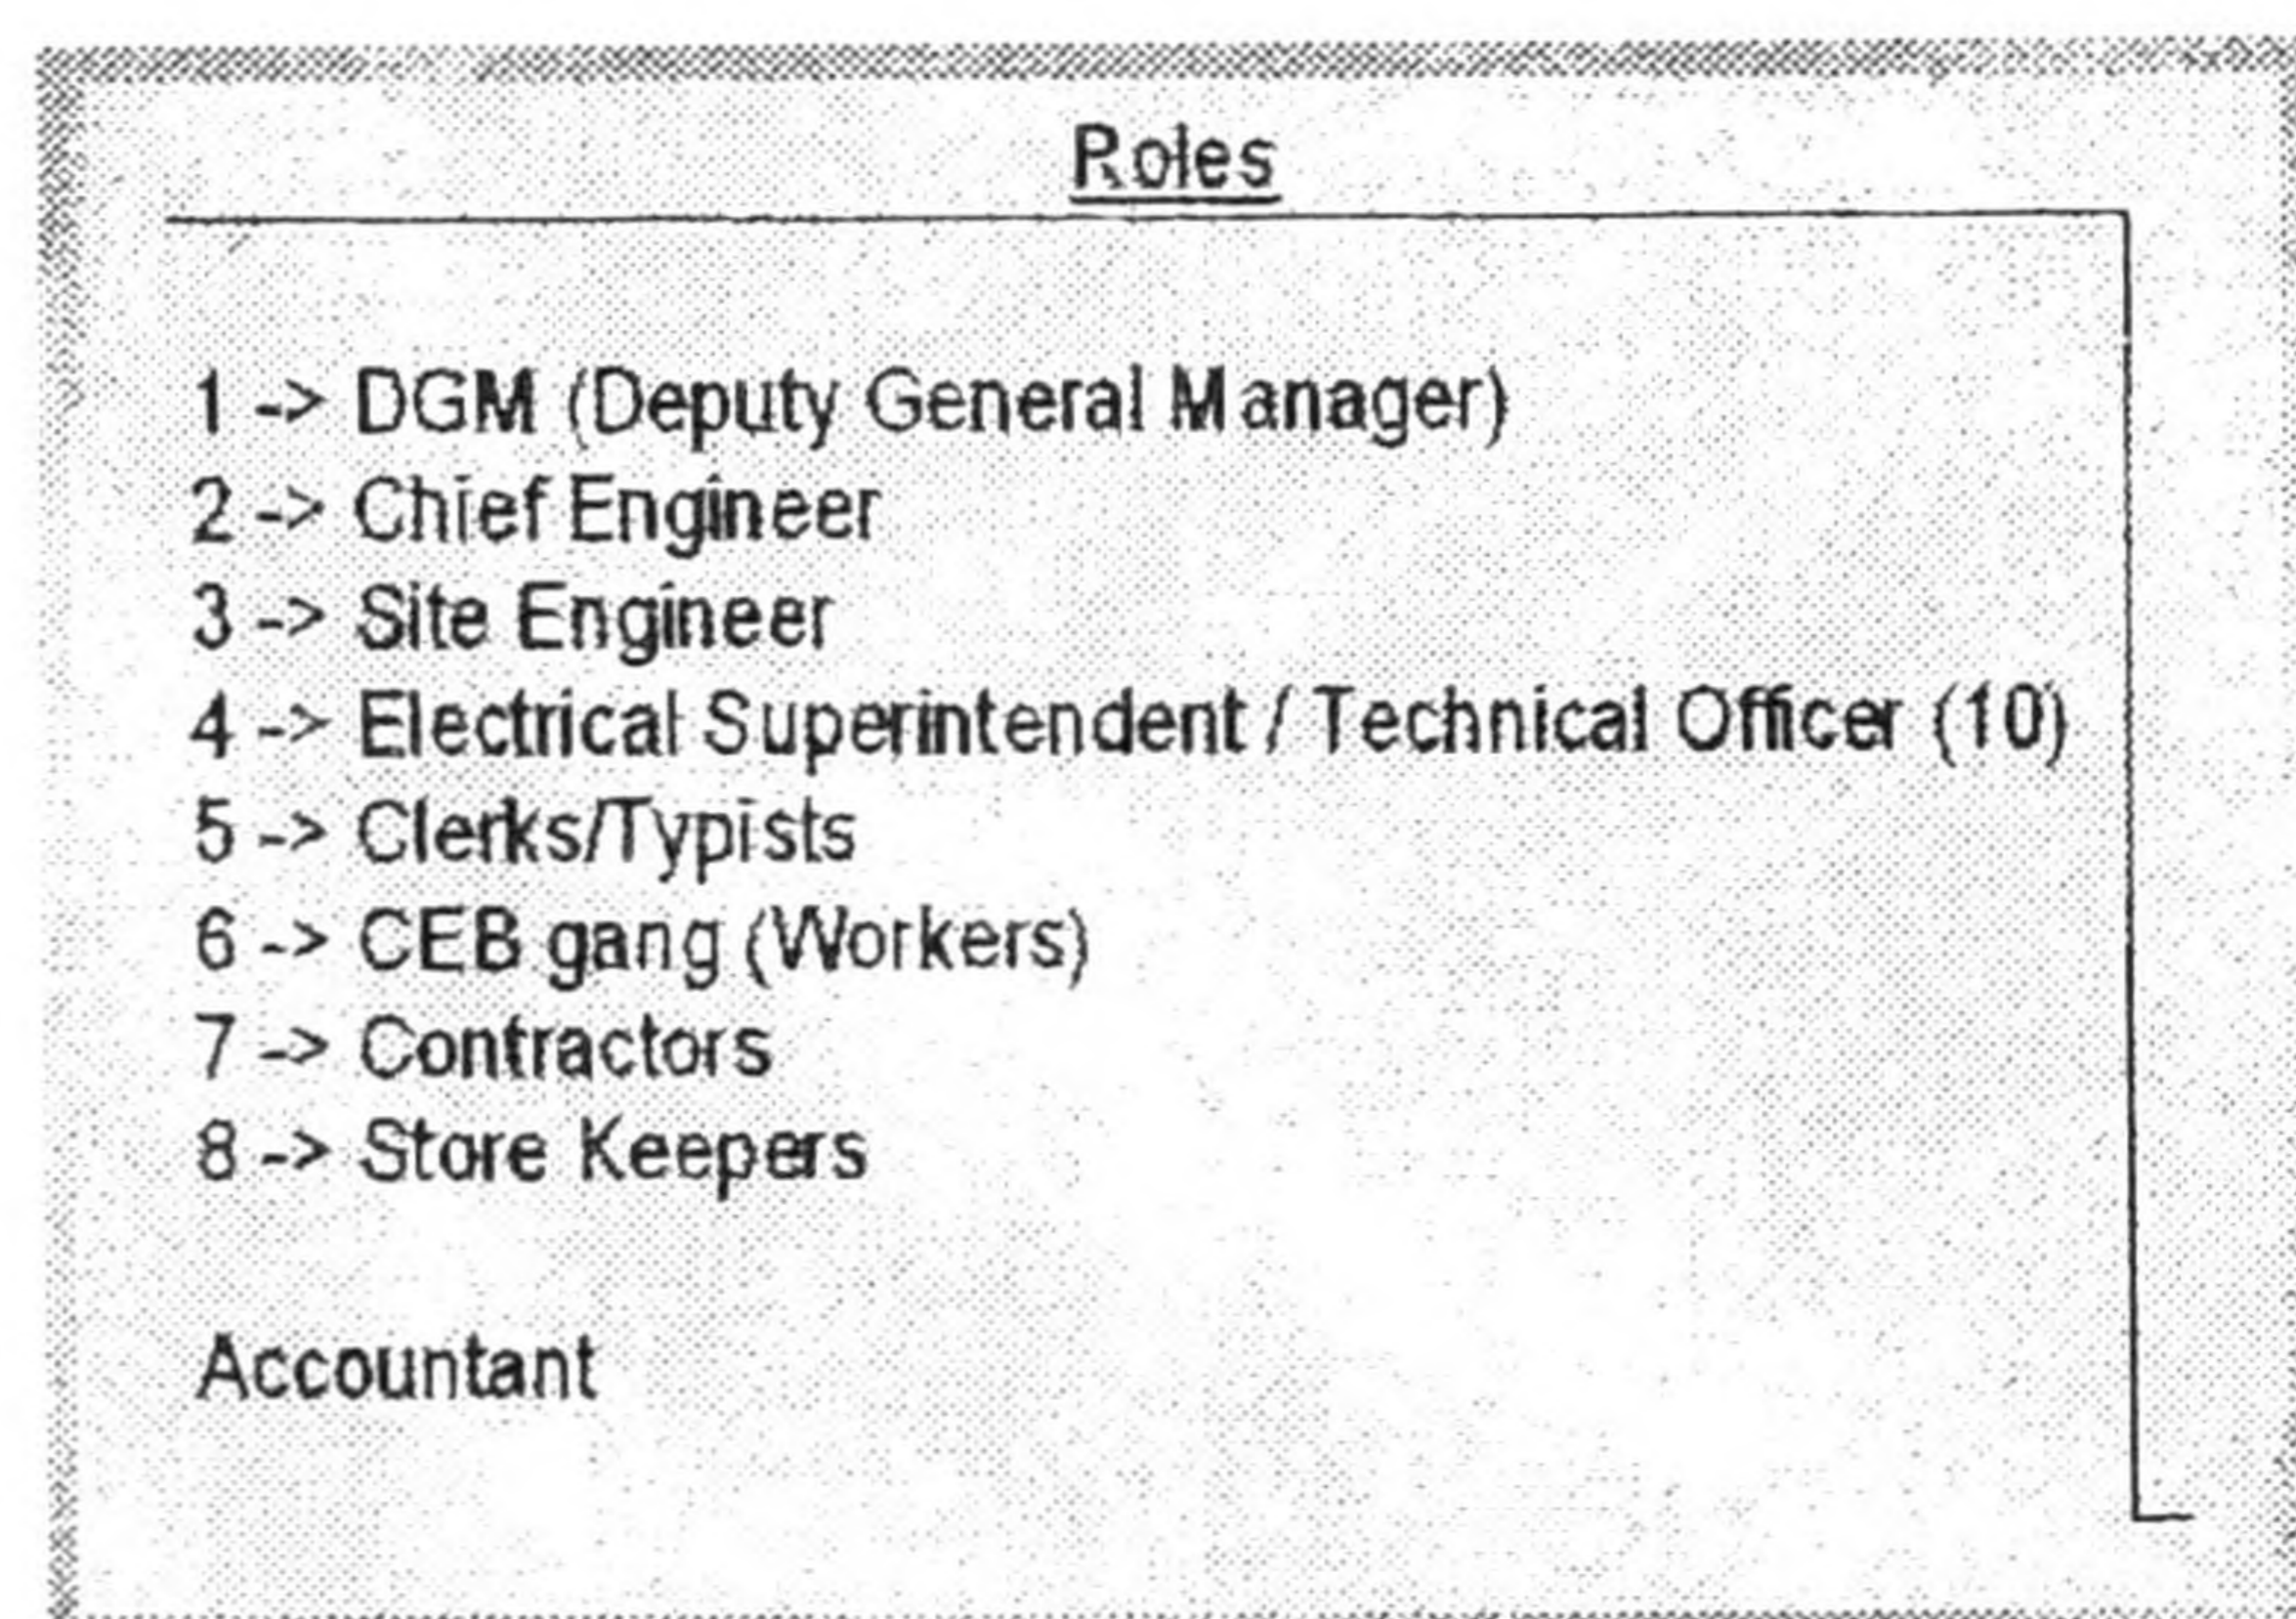 Roles
1 -> DGM (Deputy General Manager)
2 -> Chief Engineer
3 -> Site Engineer
4 -> Electrical Superintendent / Technical Officer (10)
5 -> Clerks/Typists
6 -> CEB gang (Workers)
7 -> Contractors
8 -> Store Keepers
Accountant